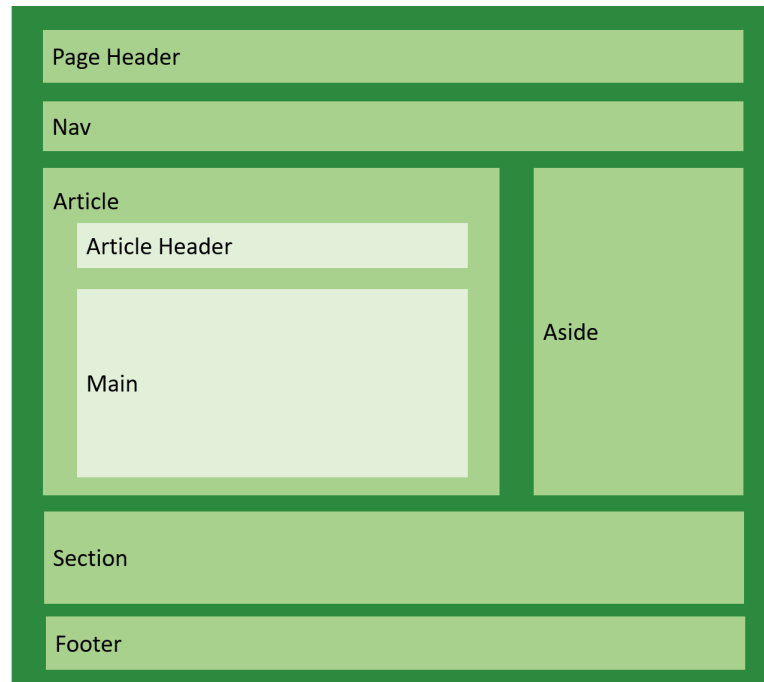 Page Header
Nav
Article
Article Header
Main
Aside
Section
Footer